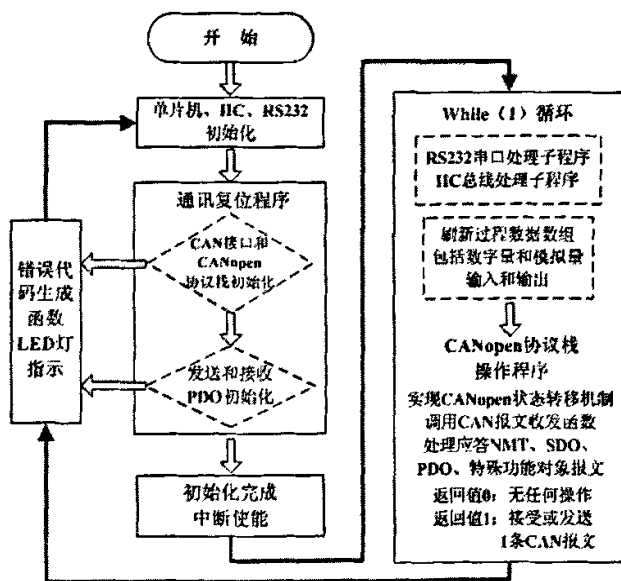 开 始
单片机、IIC、RS232
初始化
通讯复位程序
CAN接口和
CANopen
协议栈初始化
发送和接收
PDO初始化
初始化完成
中断使能
错误代
码生成
函数
LED灯
指示
While（1）循环
RS232串口处理子程序
IIC总线处理子程序
刷新过程数据数组
包括数字量和模拟量
输入和输出
CANopen协议栈
操作程序
实现CANopen状态转移机制
调用CAN报文收发函数
处理应答NMT、SDO、
PDO、特殊功能对象报文
返回值0：无任何操作
返回值1：接受或发送
1条CAN报文